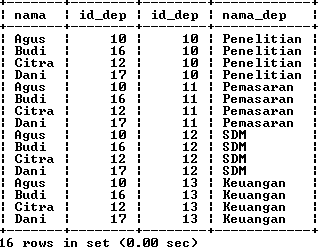 nama id_dep id_dep nama_dep
Agus 10 10 Penelitian
Budi 16 10 Penelitian
Citra 12 10 Penelitian
Dani 17 10 Penelitian
Agus 10 11 Pemasaran
Budi 16 11 Pemasaran
Citra 12 11 Pemasaran
Dani 17 11 Pemasaran
Agus 10 12 SDM
Budi 16 12 SDM
Citra 12 12 SDM
Dani 17 12 SDM
Agus 10 13 Keuangan
Budi 16 13 Keuangan
Citra 12 13 Keuangan
Dani 17 13 Keuangan
16 rows in set (0.00 sec)